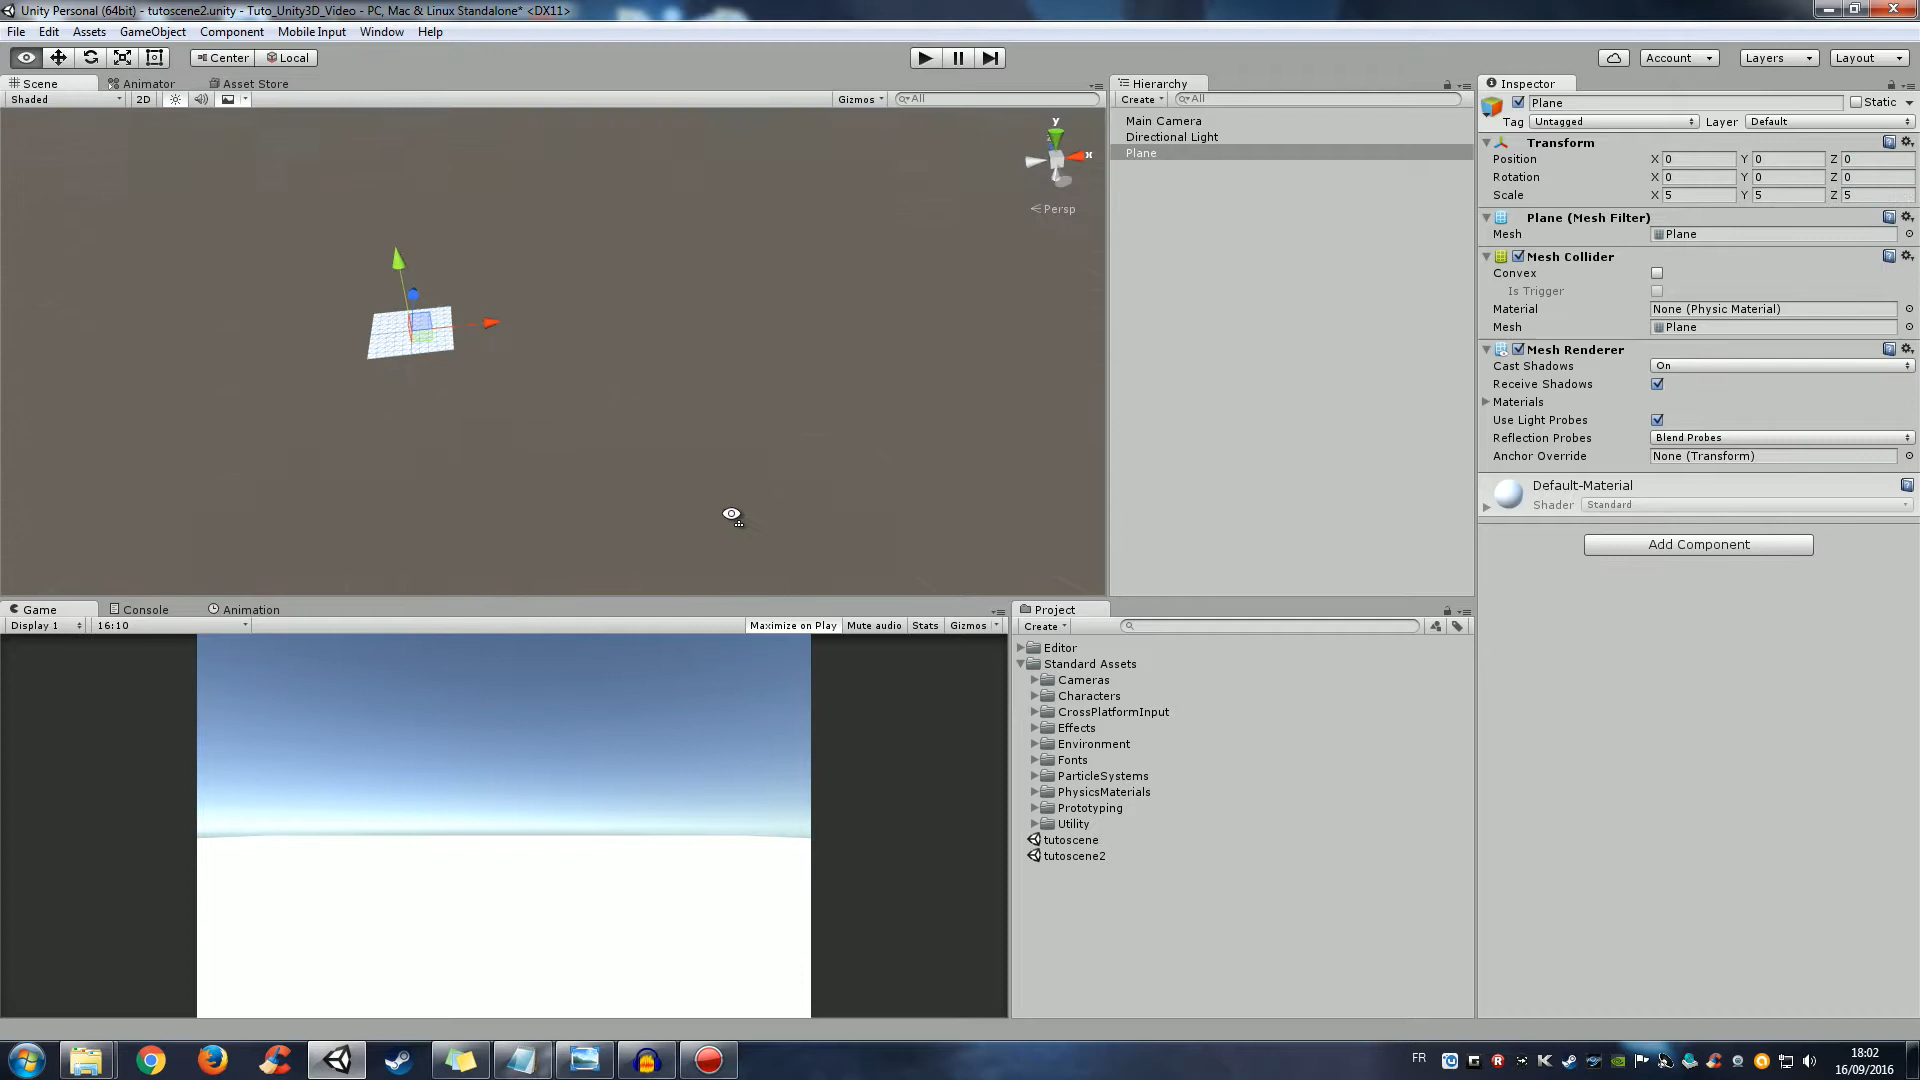 Unity Personal (64bit) - tutoscene2.unity - Tuto_Unity3D_Video - PC, Mac & Linux Standalone* <DX11>
File Edit Assets GameObject Component Mobile Input Window Help
Center Local Account Layers Layout
Scene Animator Asset Store
Shaded 2D Gizmos All
y
x
Persp
Hierarchy
Create All
Main Camera
Directional Light
Plane
Inspector
Plane Static
Tag Untagged Layer Default
Transform
Position X 0 Y 0 Z 0
Rotation X 0 Y 0 Z 0
Scale X 5 Y 5 Z 5
Plane (Mesh Filter)
Mesh Plane
Mesh Collider
Convex
Is Trigger
Material None (Physic Material)
Mesh Plane
Mesh Renderer
Cast Shadows On
Receive Shadows
Materials
Use Light Probes
Reflection Probes Blend Probes
Anchor Override None (Transform)
Default-Material
Shader Standard
Add Component
Game Console Animation
Display 1 16:10 Maximize on Play Mute audio Stats Gizmos
Project
Create
Editor
Standard Assets
Cameras
Characters
CrossPlatformInput
Effects
Environment
Fonts
ParticleSystems
PhysicsMaterials
Prototyping
Utility
tutoscene
tutoscene2
FR
18:02
16/09/2016